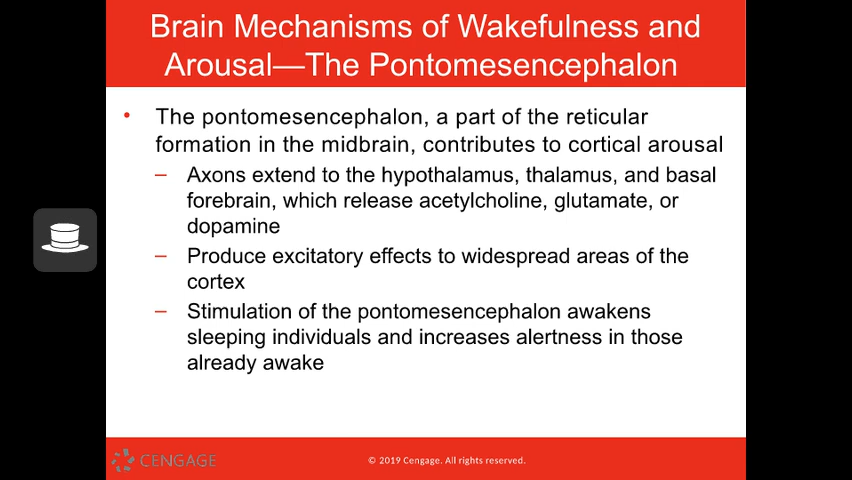 Brain Mechanisms of Wakefulness and
Arousal—The Pontomesencephalon
• The pontomesencephalon, a part of the reticular
formation in the midbrain, contributes to cortical arousal
– Axons extend to the hypothalamus, thalamus, and basal
forebrain, which release acetylcholine, glutamate, or
dopamine
– Produce excitatory effects to widespread areas of the
cortex
– Stimulation of the pontomesencephalon awakens
sleeping individuals and increases alertness in those
already awake
CENGAGE
© 2019 Cengage. All rights reserved.